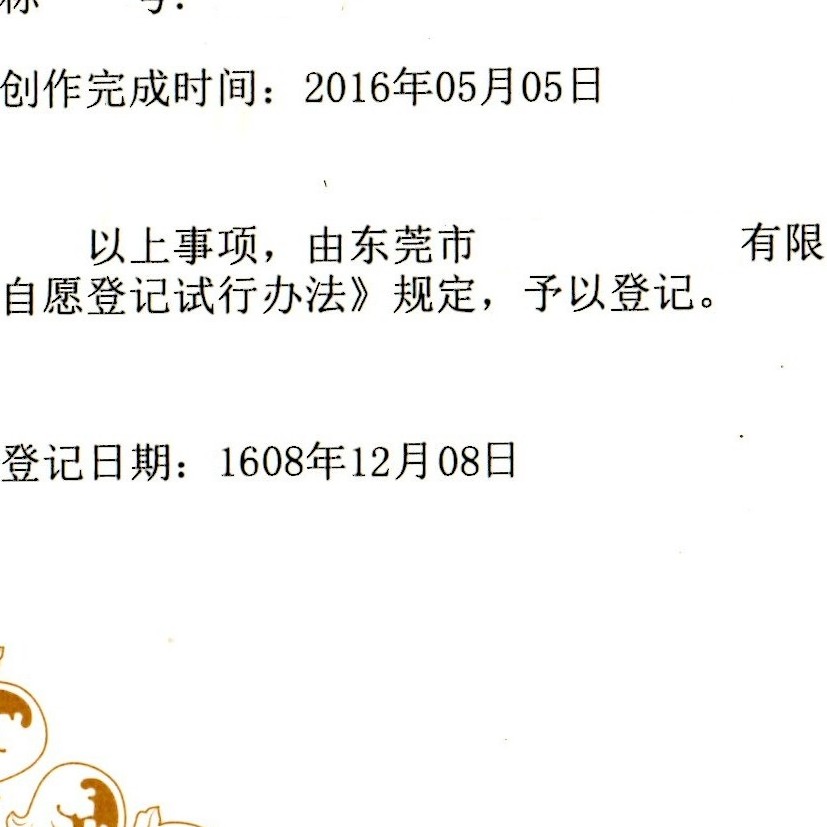 创作完成时间：2016年05月05日
以上事项，由东莞市 有限
自愿登记试行办法》规定，予以登记。
登记日期：1608年12月08日